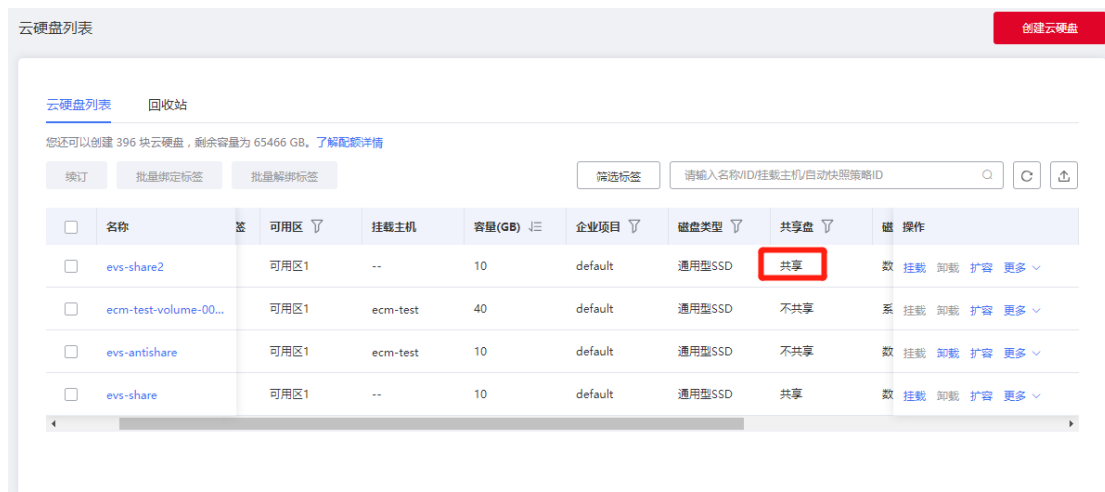 云硬盘列表
创建云硬盘
云硬盘列表 回收站
您还可以创建 396 块云硬盘，剩余容量为 65466 GB。了解配额详情
续订 批量绑定标签 批量解绑标签 筛选标签 请输入名称/ID/挂载主机/自动快照策略ID
名称 签 可用区 挂载主机 容量(GB) 企业项目 磁盘类型 共享盘 磁 操作
evs-share2 可用区1 -- 10 default 通用型SSD 共享 数 挂载 卸载 扩容 更多
ecm-test-volume-00... 可用区1 ecm-test 40 default 通用型SSD 不共享 系 挂载 卸载 扩容 更多
evs-antishare 可用区1 ecm-test 10 default 通用型SSD 不共享 数 挂载 卸载 扩容 更多
evs-share 可用区1 -- 10 default 通用型SSD 共享 数 挂载 卸载 扩容 更多